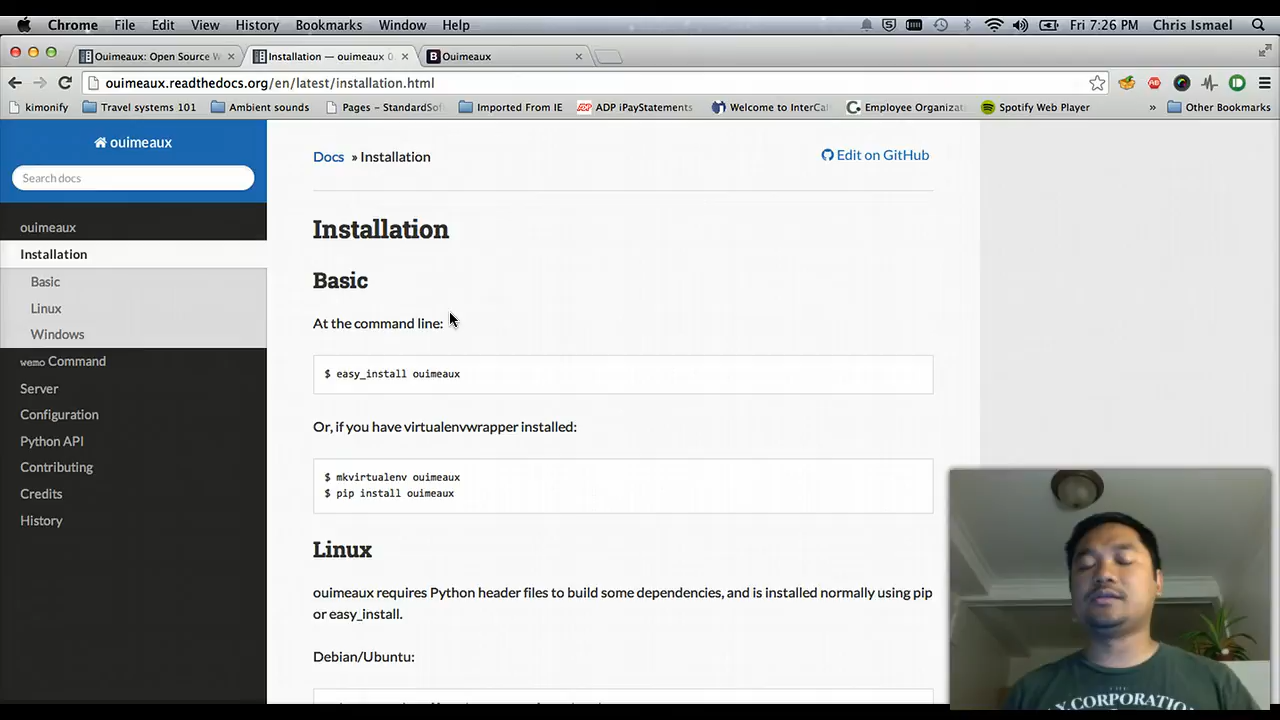 Chrome File Edit View History Bookmarks Window Help
Fri 7:26 PM Chris Ismael
Ouimeaux: Open Source W
Installation — ouimeaux 0.
Ouimeaux
ouimeaux.readthedocs.org/en/latest/installation.html
kimonify Travel systems 101 Ambient sounds Pages – StandardSof Imported From IE ADP iPayStatements Welcome to InterCal Employee Organizat Spotify Web Player » Other Bookmarks
ouimeaux
Search docs
ouimeaux
Installation
Basic
Linux
Windows
wemo Command
Server
Configuration
Python API
Contributing
Credits
History
Docs » Installation
Edit on GitHub
Installation
Basic
At the command line:
$ easy_install ouimeaux
Or, if you have virtualenvwrapper installed:
$ mkvirtualenv ouimeaux
$ pip install ouimeaux
Linux
ouimeaux requires Python header files to build some dependencies, and is installed normally using pip
or easy_install.
Debian/Ubuntu:
CORPORATION